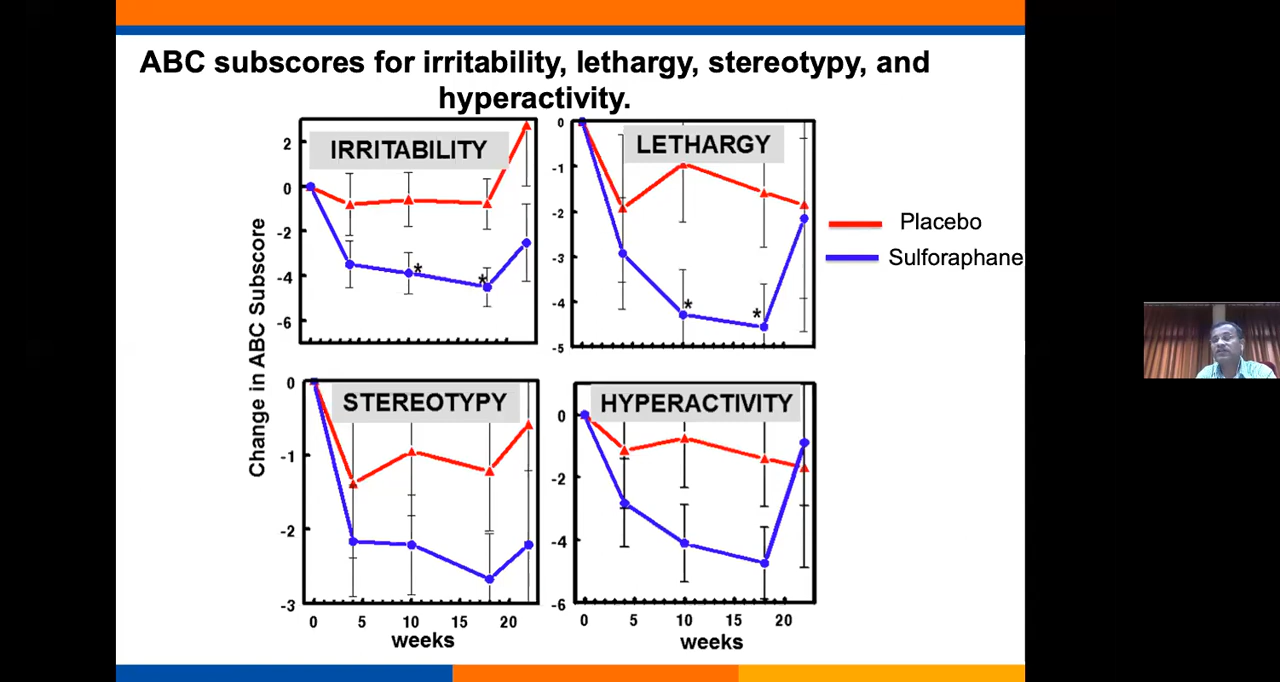 ABC subscores for irritability, lethargy, stereotypy, and
hyperactivity.
Change in ABC Subscore
IRRITABILITY
2
0
-2
-4
-6
*
*
LETHARGY
0
-1
-2
-3
-4
-5
*
*
Placebo
Sulforaphane
STEREOTYPY
0
-1
-2
-3
0 5 10 15 20
weeks
HYPERACTIVITY
0
-2
-4
-6
0 5 10 15 20
weeks